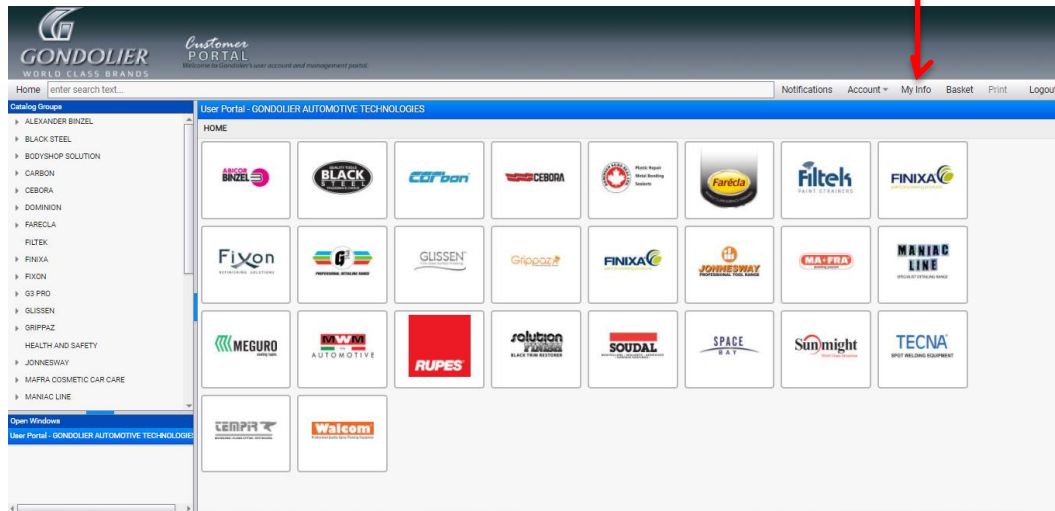 GONDOLIER
WORLD CLASS BRANDS
Customer
PORTAL
Welcome to Gondolier's user account and management portal.
Home enter search text... Notifications Account My Info Basket Print Logout
Catalog Groups
ALEXANDER BINZEL
BLACK STEEL
BODYSHOP SOLUTION
CARBON
CEBORA
DOMINION
FARECLA
FILTEK
FINIXA
FIXON
G3 PRO
GLISSEN
GRIPPAZ
HEALTH AND SAFETY
JONNESWAY
MAFRA COSMETIC CAR CARE
MANIAC LINE
Open Windows
User Portal - GONDOLIER AUTOMOTIVE TECHNOLOGIE
User Portal - GONDOLIER AUTOMOTIVE TECHNOLOGIES
HOME
ABICOR
BINZEL
BLACK
STEEL
carbon
CEBORA
Plastic Repair
Metal Bonding
Sealants
Farécla
Filtek
PAINT STRAINERS
FINIXA
Fixon
REFINISHING SOLUTIONS
G3
PROFESSIONAL DETAILING RANGE
GLISSEN
Grippaz
FINIXA
JONNESWAY
PROFESSIONAL TOOL RANGE
MA-FRA
MANIAC
LINE
SPECIALIST DETAILING RANGE
MEGURO
MWM
AUTOMOTIVE
RUPES
solution
FINISH
BLACK TRIM RESTORER
SOUDAL
SPACE
BAY
Sunmight
TECNA
SPOT WELDING EQUIPMENT
TEMPIR
Walcom